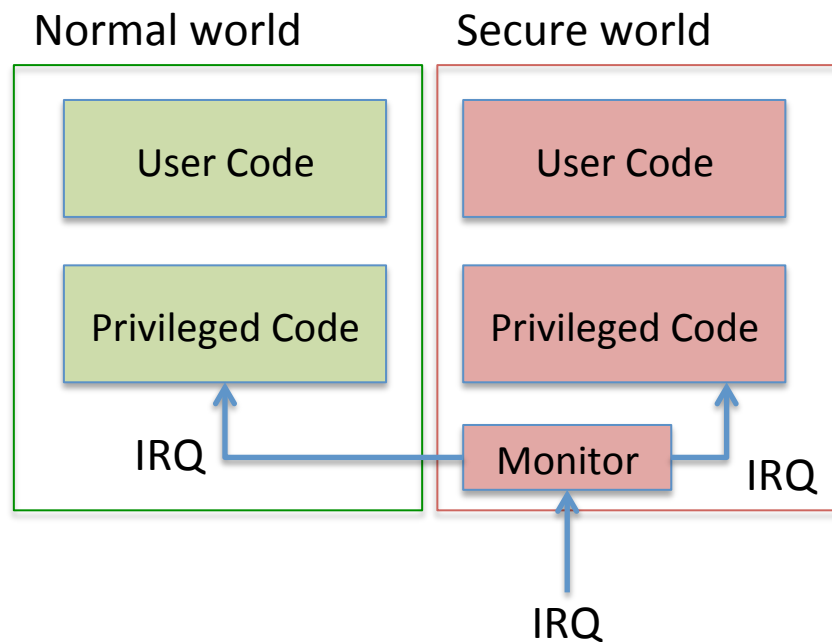 Normal world
Secure world
User Code
User Code
Privileged Code
Privileged Code
IRQ
Monitor
IRQ
IRQ